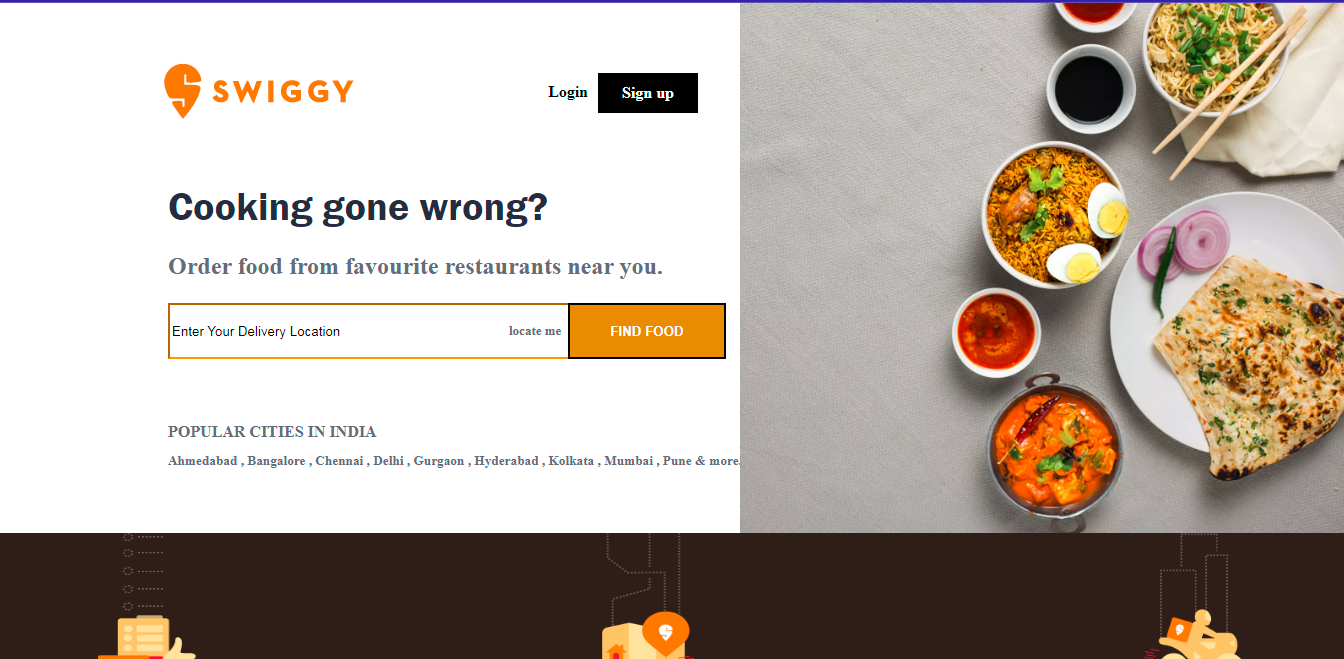 SWIGGY
Login
Sign up
Cooking gone wrong?
Order food from favourite restaurants near you.
Enter Your Delivery Location
locate me
FIND FOOD
POPULAR CITIES IN INDIA
Ahmedabad , Bangalore , Chennai , Delhi , Gurgaon , Hyderabad , Kolkata , Mumbai , Pune & more.